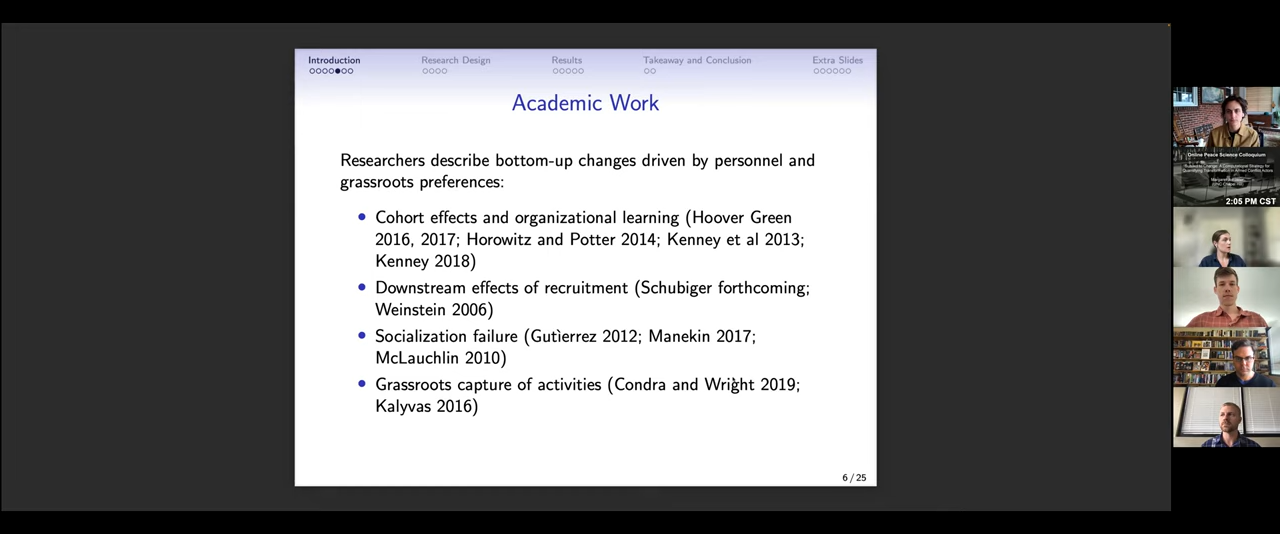 Introduction
Research Design
Results
Takeaway and Conclusion
Extra Slides
Academic Work
Researchers describe bottom-up changes driven by personnel and
grassroots preferences:
Cohort effects and organizational learning (Hoover Green
2016, 2017; Horowitz and Potter 2014; Kenney et al 2013;
Kenney 2018)
Downstream effects of recruitment (Schubiger forthcoming;
Weinstein 2006)
Socialization failure (Gutìerrez 2012; Manekin 2017;
McLauchlin 2010)
Grassroots capture of activities (Condra and Wright 2019;
Kalyvas 2016)
6 / 25
Online Peace Science Colloquium
2:05 PM CST